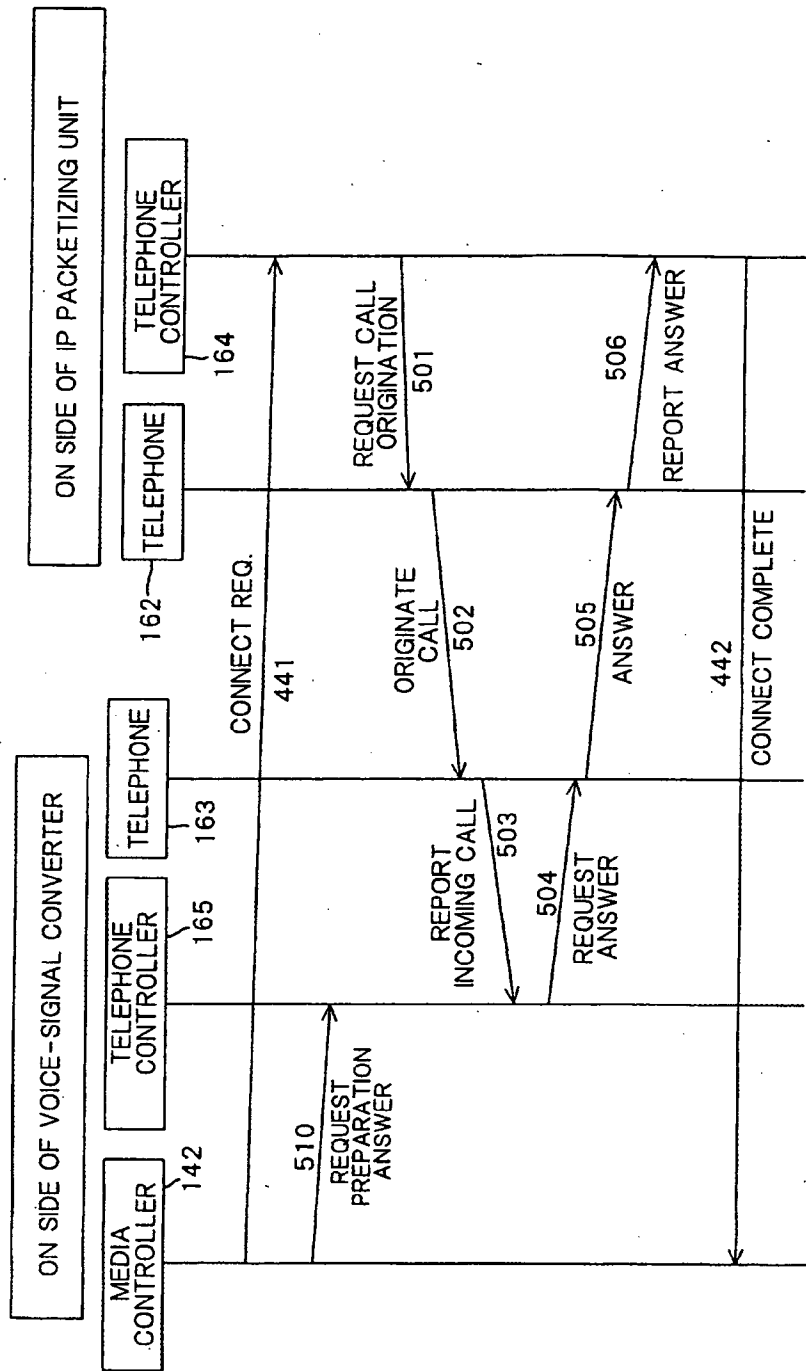 ON SIDE OF VOICE-SIGNAL CONVERTER
ON SIDE OF IP PACKETIZING UNIT
MEDIA
CONTROLLER
142
TELEPHONE
CONTROLLER
165
TELEPHONE
163
TELEPHONE
162
TELEPHONE
CONTROLLER
164
CONNECT REQ.
441
510
REQUEST
PREPARATION
ANSWER
REQUEST CALL
ORIGINATION
501
ORIGINATE
CALL
502
REPORT
INCOMING CALL
503
504
REQUEST
ANSWER
505
ANSWER
506
REPORT ANSWER
442
CONNECT COMPLETE